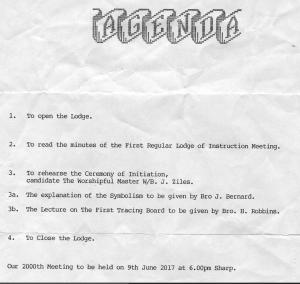 AGENDA
1. To open the Lodge.
2. To read the minutes of the First Regular Lodge of Instruction Meeting.
3. To rehearse the Ceremony of Initiation,
candidate The Worshipful Master W/B. J. Ziles.
3a. The explanation of the Symbolism to be given by Bro J. Bernard.
3b. The Lecture on The First Tracing Board to be given by Bro. H. Robbins.
4. To Close the Lodge.
Our 2000th Meeting to be held on 9th June 2017 at 6.00pm Sharp.